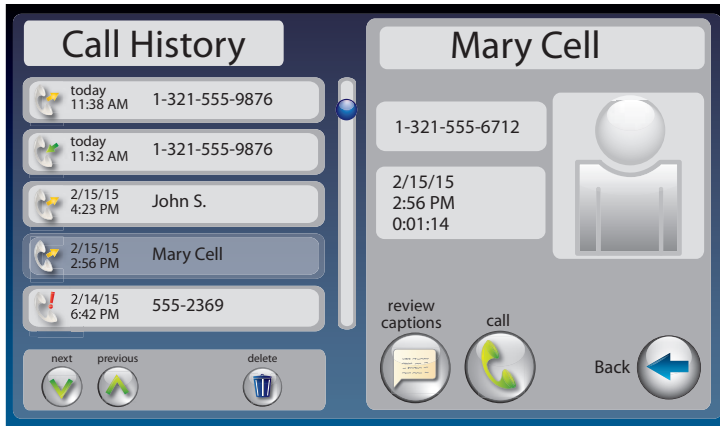 Call History
today
11:38 AM
1-321-555-9876
today
11:32 AM
1-321-555-9876
2/15/15
4:23 PM
John S.
2/15/15
2:56 PM
Mary Cell
2/14/15
6:42 PM
555-2369
next
previous
delete
Mary Cell
1-321-555-6712
2/15/15
2:56 PM
0:01:14
review
captions
call
Back